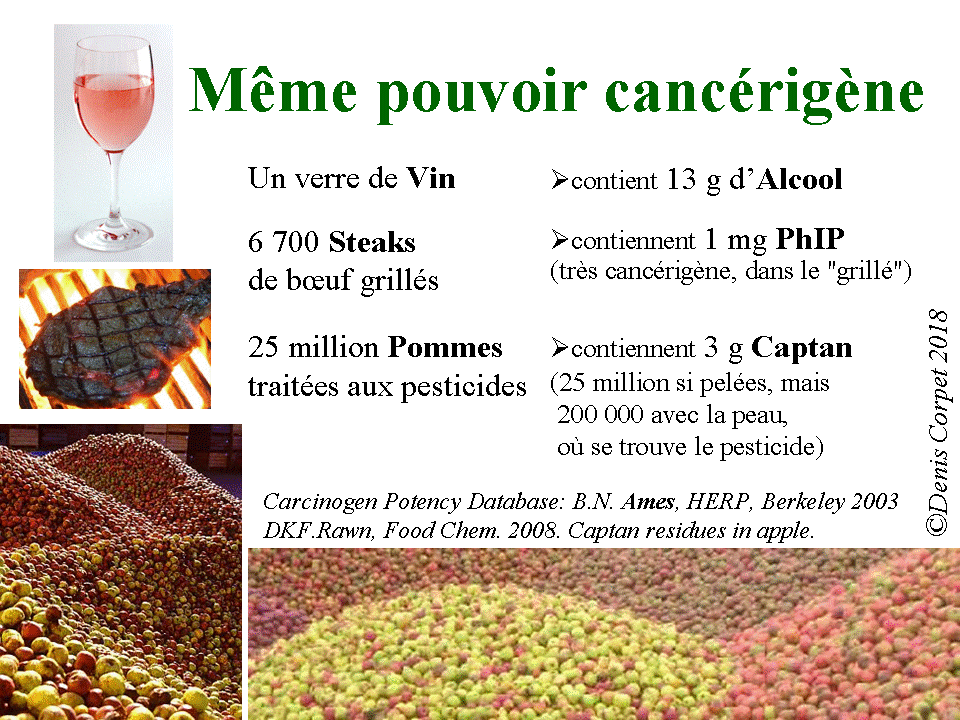 Même pouvoir cancérigène
Un verre de Vin
➢contient 13 g d’Alcool
6 700 Steaks
de bœuf grillés
➢contiennent 1 mg PhIP
(très cancérigène, dans le "grillé")
25 million Pommes
traitées aux pesticides
➢contiennent 3 g Captan
(25 million si pelées, mais
200 000 avec la peau,
où se trouve le pesticide)
Carcinogen Potency Database: B.N. Ames, HERP, Berkeley 2003
DKF.Rawn, Food Chem. 2008. Captan residues in apple.
©Denis Corpet 2018